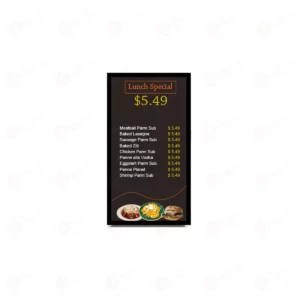 Lunch Special
$5.49
Meatball Parm Sub $ 5.49
Baked Lasagne $ 5.49
Sausage Parm Sub $ 5.49
Baked Ziti $ 5.49
Chicken Parm Sub $ 5.49
Penne alla Vodka $ 5.49
Eggplant Parm Sub $ 5.49
Penne Planet $ 5.49
Shrimp Parm Sub $ 5.49